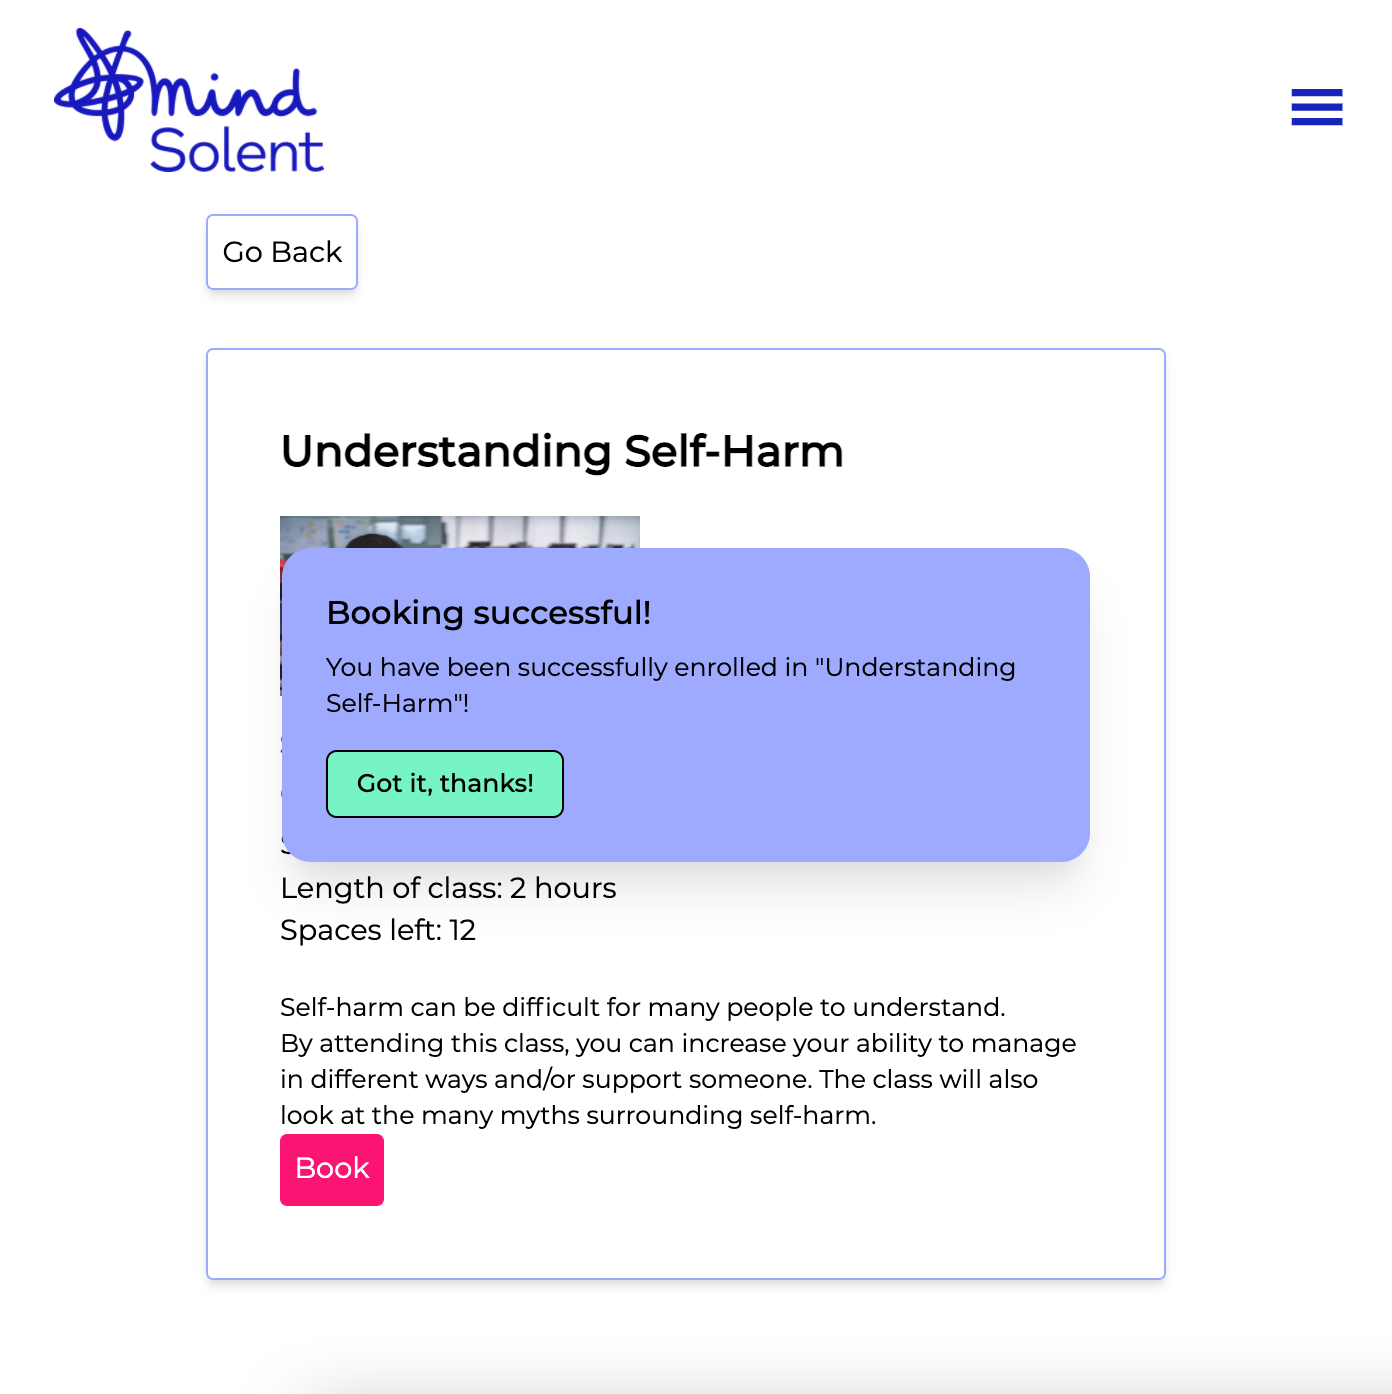 mind
Solent
Go Back
Understanding Self-Harm
Booking successful!
You have been successfully enrolled in "Understanding
Self-Harm"!
Got it, thanks!
Length of class: 2 hours
Spaces left: 12
Self-harm can be difficult for many people to understand.
By attending this class, you can increase your ability to manage
in different ways and/or support someone. The class will also
look at the many myths surrounding self-harm.
Book